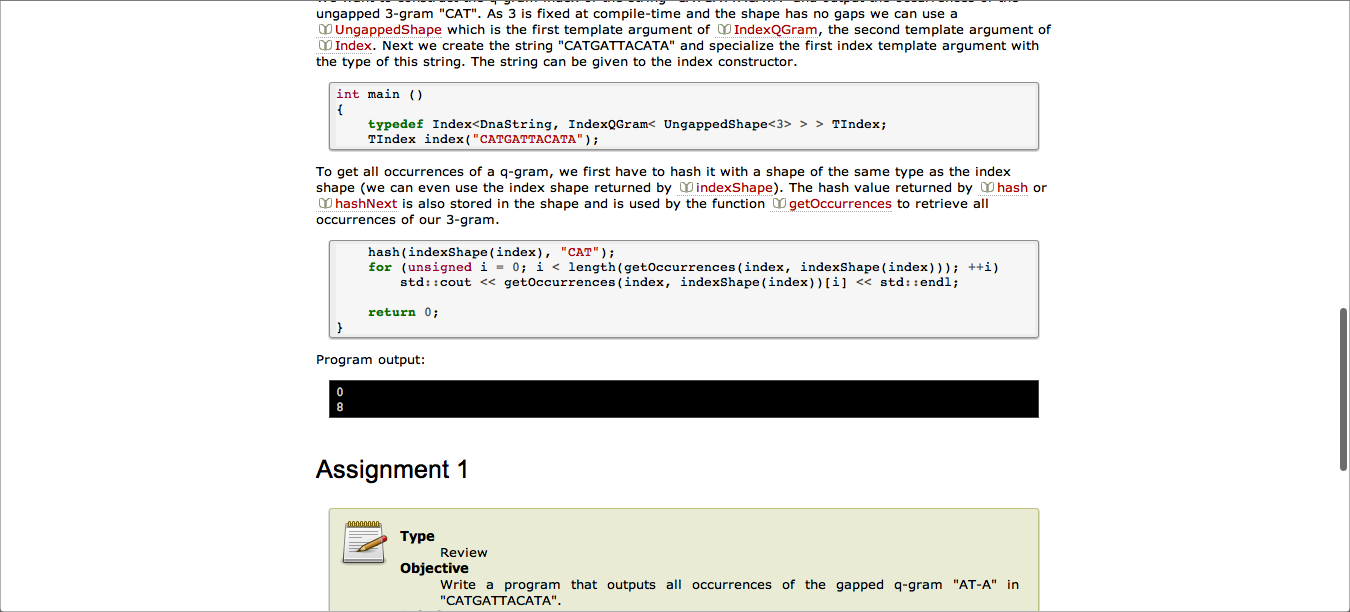 ungapped 3-gram "CAT". As 3 is fixed at compile-time and the shape has no gaps we can use a
UngappedShape which is the first template argument of IndexQGram, the second template argument of
Index. Next we create the string "CATGATTACATA" and specialize the first index template argument with
the type of this string. The string can be given to the index constructor.
int main ()
{
    typedef Index<DnaString, IndexQGram< UngappedShape<3> > > TIndex;
    TIndex index("CATGATTACATA");
To get all occurrences of a q-gram, we first have to hash it with a shape of the same type as the index
shape (we can even use the index shape returned by indexShape). The hash value returned by hash or
hashNext is also stored in the shape and is used by the function getOccurrences to retrieve all
occurrences of our 3-gram.
    hash(indexShape(index), "CAT");
    for (unsigned i = 0; i < length(getOccurrences(index, indexShape(index))); ++i)
        std::cout << getOccurrences(index, indexShape(index))[i] << std::endl;
    return 0;
}
Program output:
0
8
Assignment 1
Type
Review
Objective
Write a program that outputs all occurrences of the gapped q-gram "AT-A" in
"CATGATTACATA".